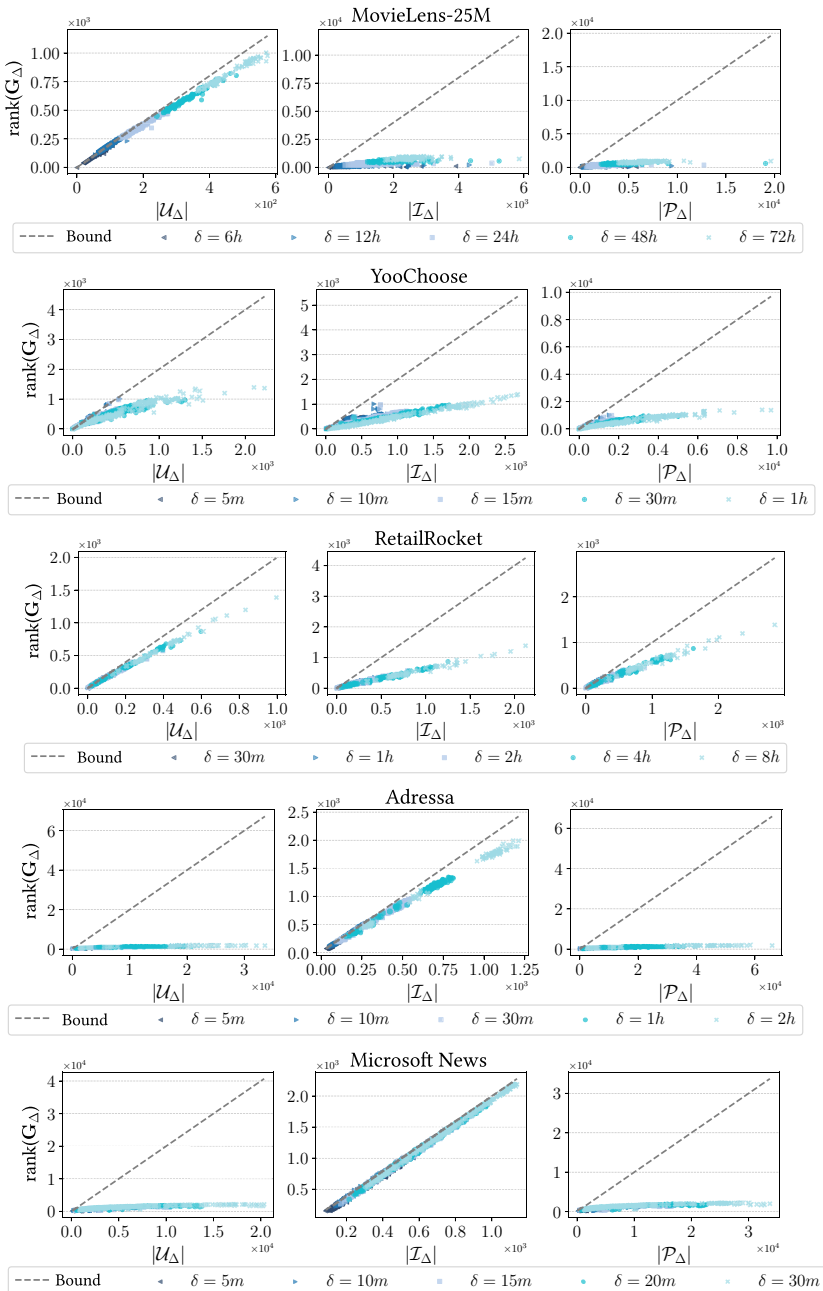 MovieLens-25M
×10³ ×10⁴ ×10⁴
rank(G_Δ)
1.00 0.75 0.50 0.25 0.00
1.00 0.75 0.50 0.25 0.00
2.0 1.5 1.0 0.5 0.0
0 2 4 6
0 2 4 6
0.0 0.5 1.0 1.5 2.0
|𝒰_Δ| ×10² |ℐ_Δ| ×10³ |𝒫_Δ| ×10⁴
Bound δ = 6h δ = 12h δ = 24h δ = 48h δ = 72h
YooChoose
×10³ ×10³ ×10⁴
rank(G_Δ)
4 3 2 1 0
5 4 3 2 1 0
1.0 0.8 0.6 0.4 0.2 0.0
0.0 0.5 1.0 1.5 2.0
0.0 0.5 1.0 1.5 2.0 2.5
0.0 0.2 0.4 0.6 0.8 1.0
|𝒰_Δ| ×10³ |ℐ_Δ| ×10³ |𝒫_Δ| ×10⁴
Bound δ = 5m δ = 10m δ = 15m δ = 30m δ = 1h
RetailRocket
×10³ ×10³ ×10³
rank(G_Δ)
2.0 1.5 1.0 0.5 0.0
4 3 2 1 0
2 1 0
0.0 0.2 0.4 0.6 0.8 1.0
0.0 0.5 1.0 1.5 2.0
0 1 2
|𝒰_Δ| ×10³ |ℐ_Δ| ×10³ |𝒫_Δ| ×10³
Bound δ = 30m δ = 1h δ = 2h δ = 4h δ = 8h
Adressa
×10⁴ ×10³ ×10⁴
rank(G_Δ)
6 4 2 0
2.5 2.0 1.5 1.0 0.5 0.0
6 4 2 0
0 1 2 3
0.00 0.25 0.50 0.75 1.00 1.25
0 2 4 6
|𝒰_Δ| ×10⁴ |ℐ_Δ| ×10³ |𝒫_Δ| ×10⁴
Bound δ = 5m δ = 10m δ = 30m δ = 1h δ = 2h
Microsoft News
×10⁴ ×10³ ×10⁴
rank(G_Δ)
4 3 2 1 0
2.0 1.5 1.0 0.5
3 2 1 0
0.0 0.5 1.0 1.5 2.0
0.2 0.4 0.6 0.8 1.0
0 1 2 3
|𝒰_Δ| ×10⁴ |ℐ_Δ| ×10³ |𝒫_Δ| ×10⁴
Bound δ = 5m δ = 10m δ = 15m δ = 20m δ = 30m